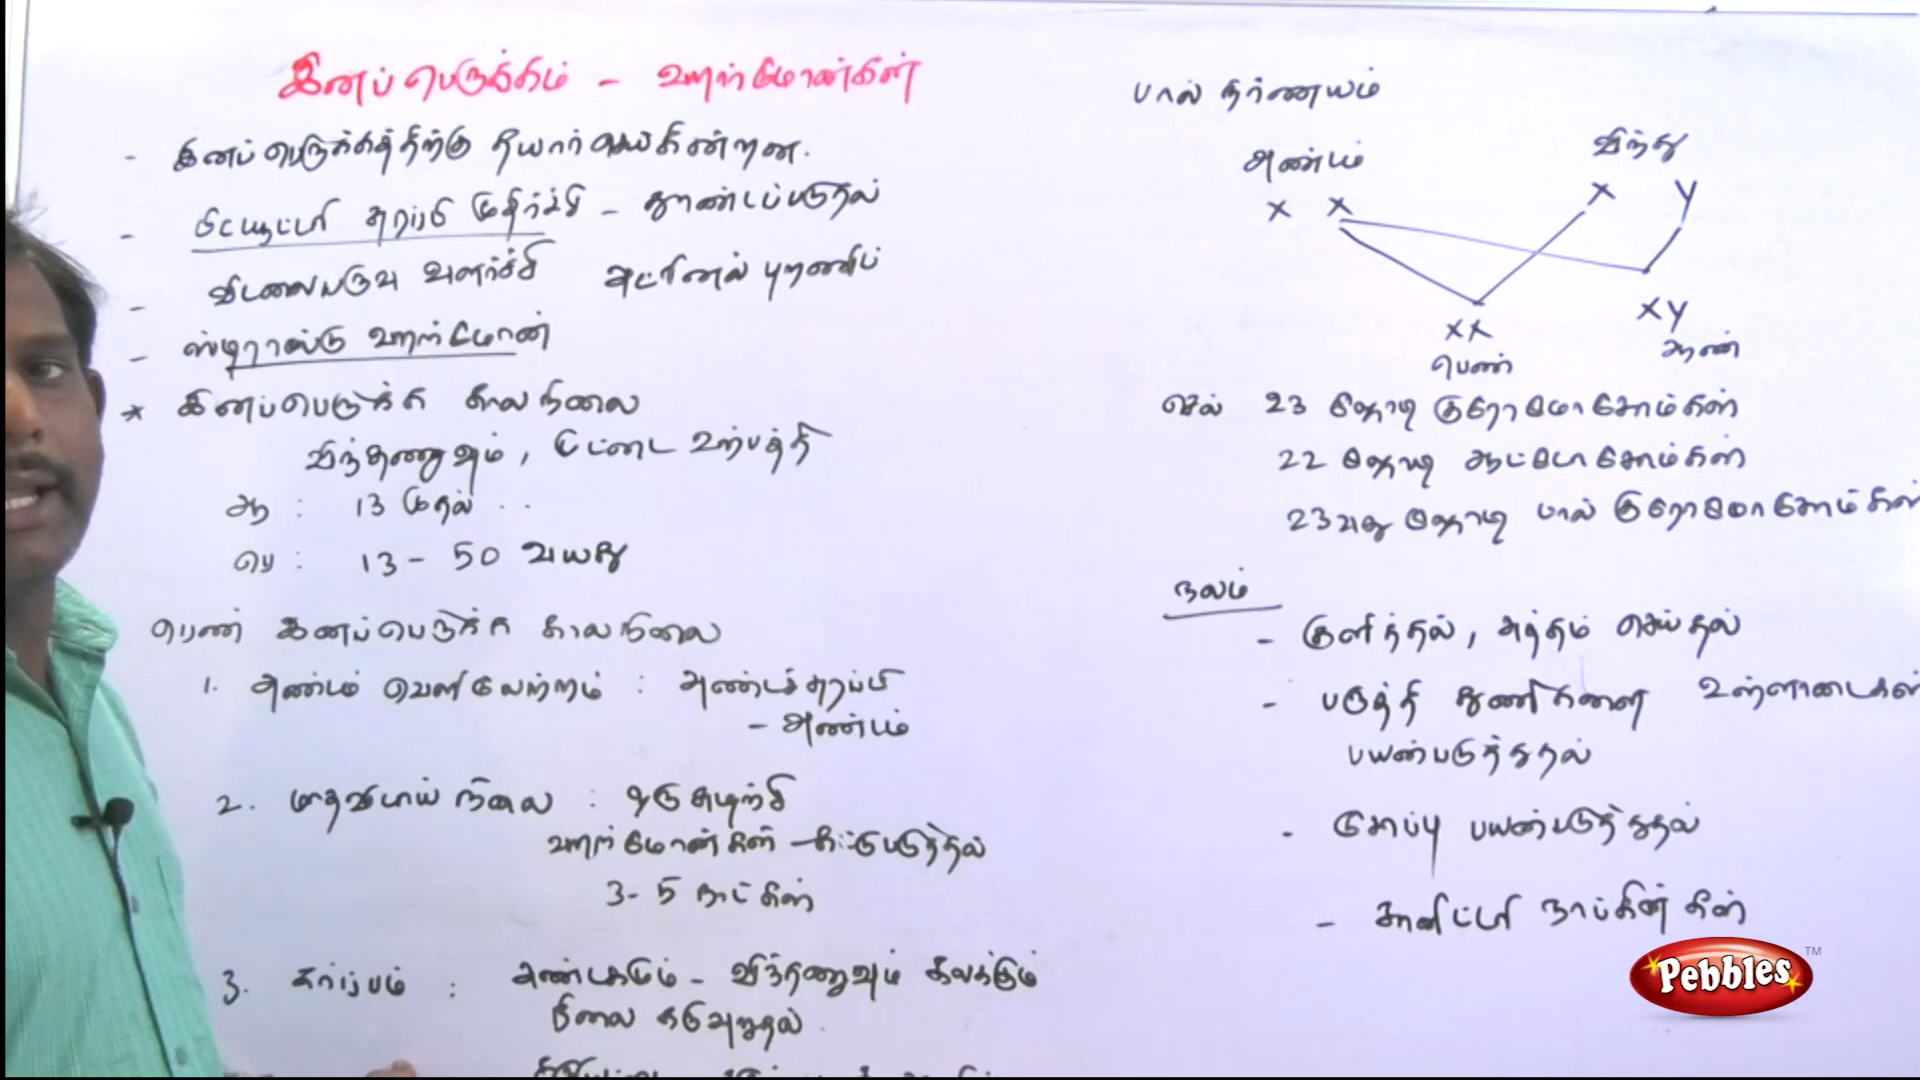 இனப்பெருக்கம் - ஹார்மோன்கள்
- இனப்பெருக்கத்திற்கு தயார் செய்கின்றன.
- பிட்யூட்டரி சுரப்பி முதிர்ச்சி - தூண்டப்படுதல்
- விடலைபருவ வளர்ச்சி அட்ரினல் புறணிப்
- ஸ்டிராய்டு ஹார்மோன்
* இனப்பெருக்க காலநிலை
விந்தணுவும், முட்டை உற்பத்தி
ஆ : 13 முதல் ..
பெ : 13 - 50 வயது
பெண் இனப்பெருக்க காலநிலை
1. அண்டம் வெளியேற்றம் : அண்டச்சுரப்பி
- அண்டம்
2. மாதவிடாய் நிலை : ஒரு சுழற்சி
ஹார்மோன்கள் - கட்டுபடுத்தல்
3 - 5 நாட்கள்
3. கர்ப்பம் : அண்டமும் - விந்தணுவும் கலக்கும்
நிலை கருவுறுதல்
பால் நிர்ணயம்
அண்டம் விந்து
X X X Y
XX XY
பெண் ஆண்
செல் 23 ஜோடி குரோமோசோம்கள்
22 ஜோடி ஆட்டோசோம்கள்
23வது ஜோடி பால் குரோமோசோம்கள்
நலம்
- குளித்தல், சுத்தம் செய்தல்
- பருத்தி துணிகளை உள்ளாடைகள்
பயன்படுத்துதல்
- சோப்பு பயன்படுத்துதல்
- சானிட்டரி நாப்கின்கள்
Pebbles TM